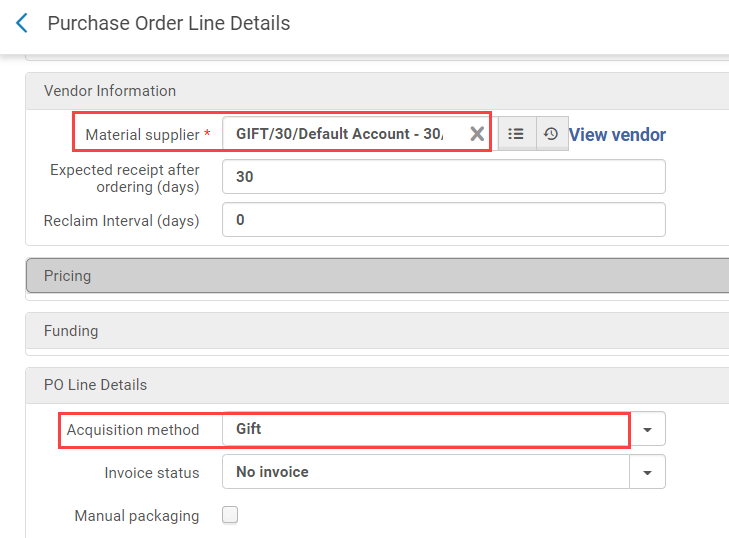 Purchase Order Line Details
Vendor Information
Material supplier * GIFT/30/Default Account - 30/ View vendor
Expected receipt after
ordering (days) 30
Reclaim Interval (days) 0
Pricing
Funding
PO Line Details
Acquisition method Gift
Invoice status No invoice
Manual packaging